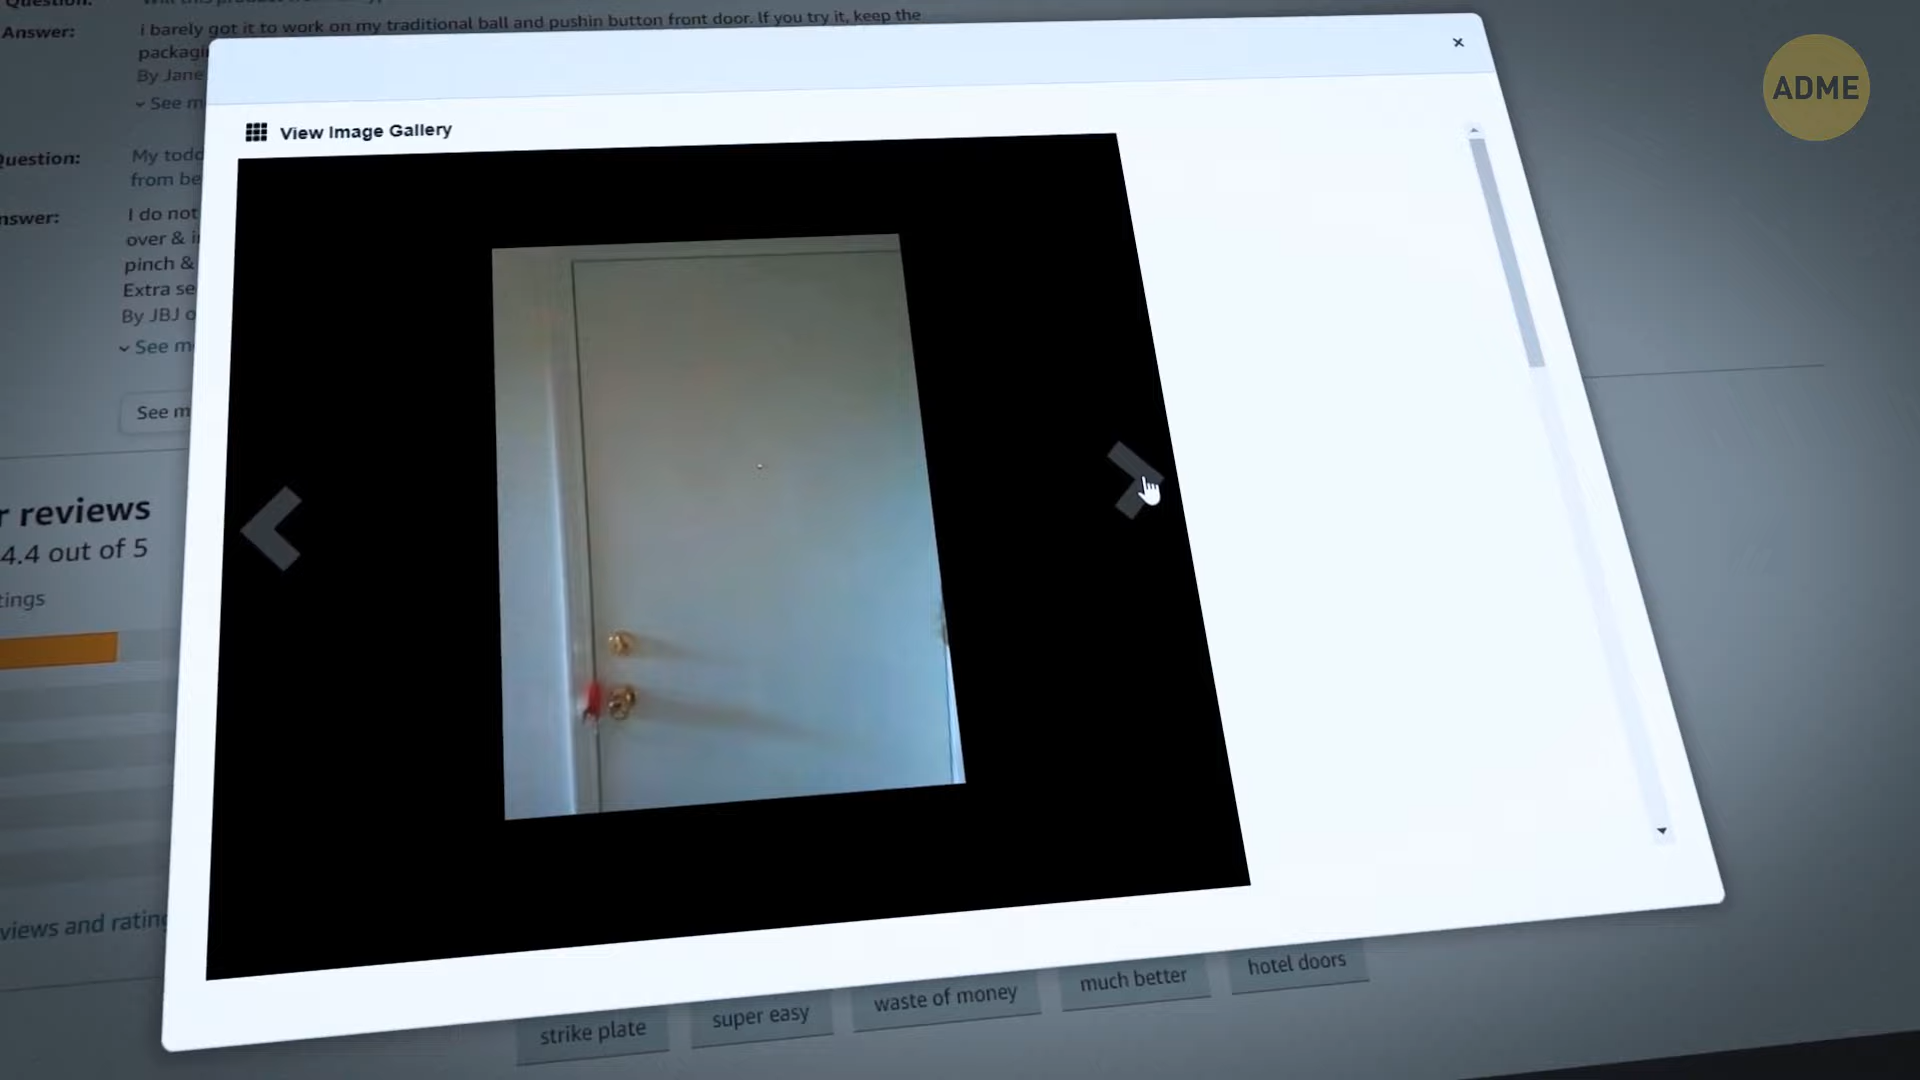 Answer:
i barely got it to work on my traditional ball and pushin button front door. If you try it, keep the
packagi
By Jane
See m
Question:
My todd
from be
nswer:
I do not
over & i
pinch &
Extra se
By JBJ o
See m
See m
r reviews
4.4 out of 5
tings
views and rating
View Image Gallery
×
ADME
strike plate
super easy
waste of money
much better
hotel doors